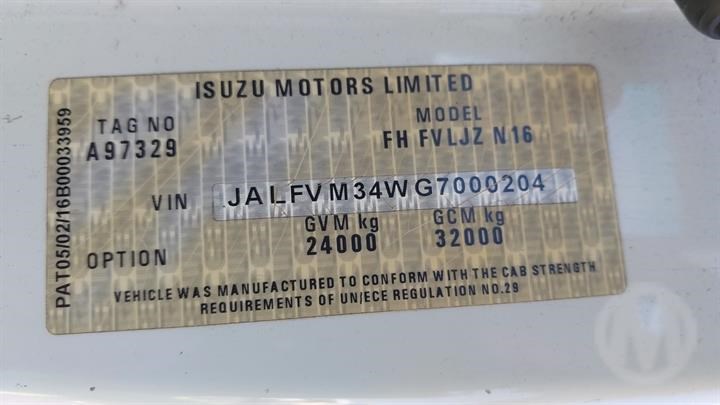 ISUZU MOTORS LIMITED
TAG NO
A97329
MODEL
FH FVLJZ N16
VIN
JALFVM34WG7000204
GVM kg
24000
GCM kg
32000
OPTION
VEHICLE WAS MANUFACTURED TO CONFORM WITH THE CAB STRENGTH
REQUIREMENTS OF UN/ECE REGULATION NO.29
PAT05/02/16B00033959
M